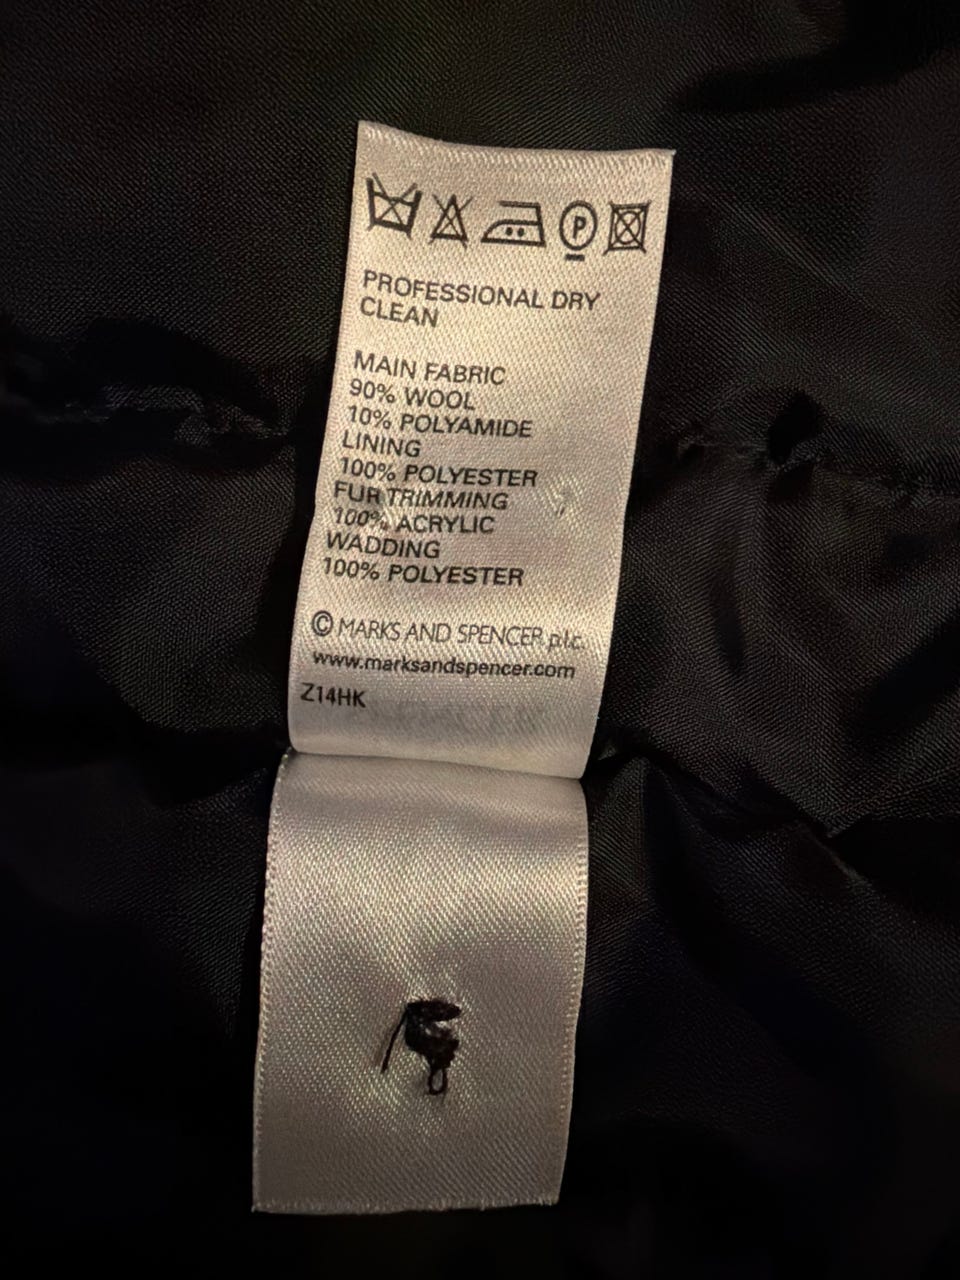 P
PROFESSIONAL DRY
CLEAN
MAIN FABRIC
90% WOOL
10% POLYAMIDE
LINING
100% POLYESTER
FUR TRIMMING
100% ACRYLIC
WADDING
100% POLYESTER
© MARKS AND SPENCER p.l.c.
www.marksandspencer.com
Z14HK